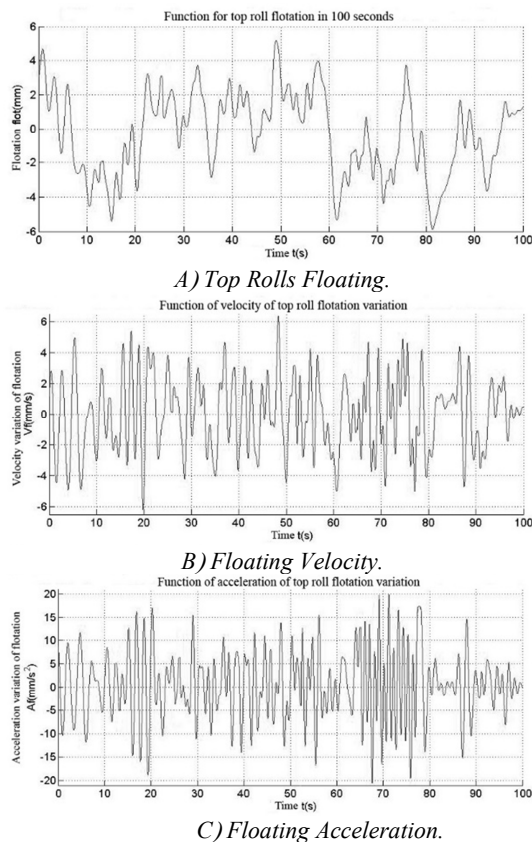 Function for top roll flotation in 100 seconds
Flotation flot(mm)
4
2
0
-2
-4
-6
0 10 20 30 40 50 60 70 80 90 100
Time t(s)
A) Top Rolls Floating.
Function of velocity of top roll flotation variation
Velocity variation of flotation
Vf(mm/s)
6
4
2
0
-2
-4
-6
0 10 20 30 40 50 60 70 80 90 100
Time t(s)
B) Floating Velocity.
Function of acceleration of top roll flotation variation
Acceleration variation of flotation
Af(mm/s²)
20
15
10
5
0
-5
-10
-15
-20
0 10 20 30 40 50 60 70 80 90 100
Time t(s)
C) Floating Acceleration.